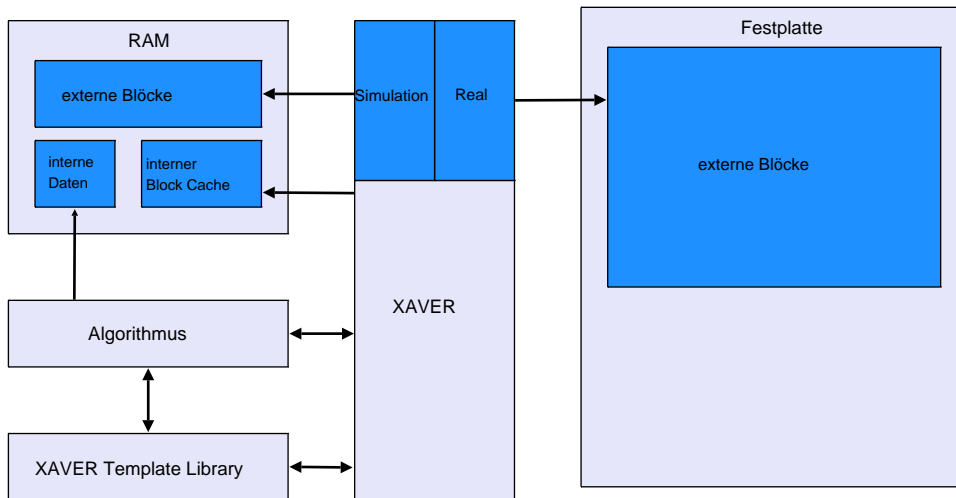 RAM
externe Blöcke
interne
Daten
interner
Block Cache
Simulation
Real
Festplatte
externe Blöcke
XAVER
Algorithmus
XAVER Template Library